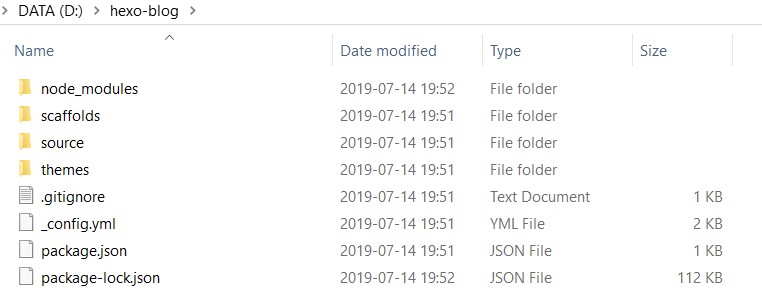 DATA (D:) hexo-blog
Name Date modified Type Size
node_modules 2019-07-14 19:52 File folder
scaffolds 2019-07-14 19:51 File folder
source 2019-07-14 19:51 File folder
themes 2019-07-14 19:51 File folder
.gitignore 2019-07-14 19:51 Text Document 1 KB
_config.yml 2019-07-14 19:51 YML File 2 KB
package.json 2019-07-14 19:51 JSON File 1 KB
package-lock.json 2019-07-14 19:52 JSON File 112 KB